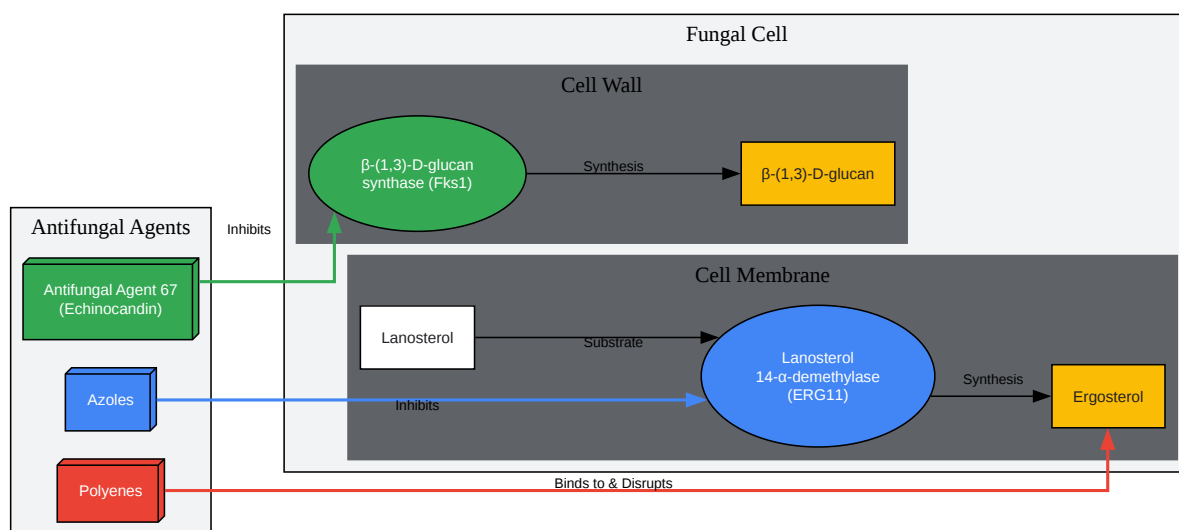 Fungal Cell
Cell Wall
β-(1,3)-D-glucan
synthase (Fks1)
Synthesis
β-(1,3)-D-glucan
Antifungal Agents
Inhibits
Antifungal Agent 67
(Echinocandin)
Cell Membrane
Lanosterol
Substrate
Lanosterol
14-α-demethylase
(ERG11)
Synthesis
Ergosterol
Azoles
Inhibits
Polyenes
Binds to & Disrupts